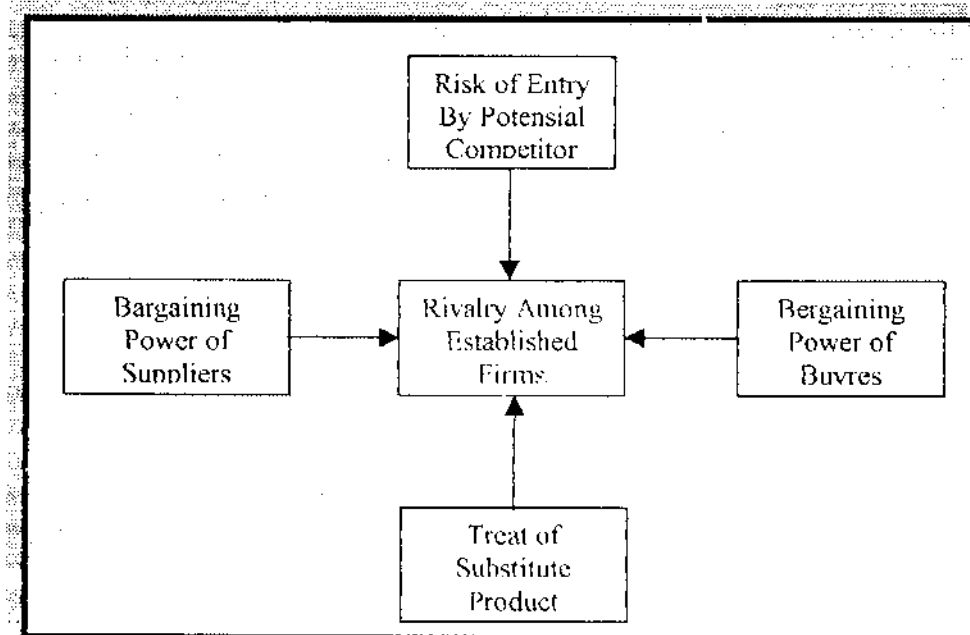 Risk of Entry
By Potensial
Competitor
Bargaining
Power of
Suppliers
Rivalry Among
Established
Firms
Bergaining
Power of
Buyres
Treat of
Substitute
Product